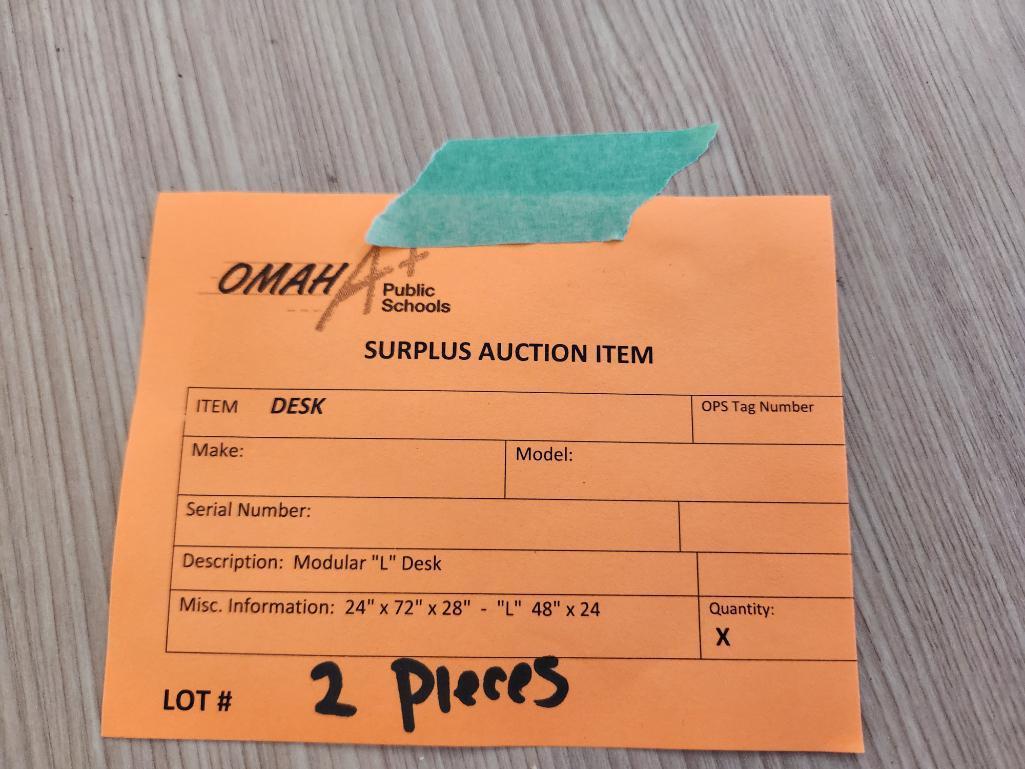 OMAHA+
Public
Schools
SURPLUS AUCTION ITEM
ITEM DESK OPS Tag Number
Make: Model:
Serial Number:
Description: Modular "L" Desk
Misc. Information: 24" x 72" x 28" - "L" 48" x 24 Quantity:
X
LOT # 2 pieces